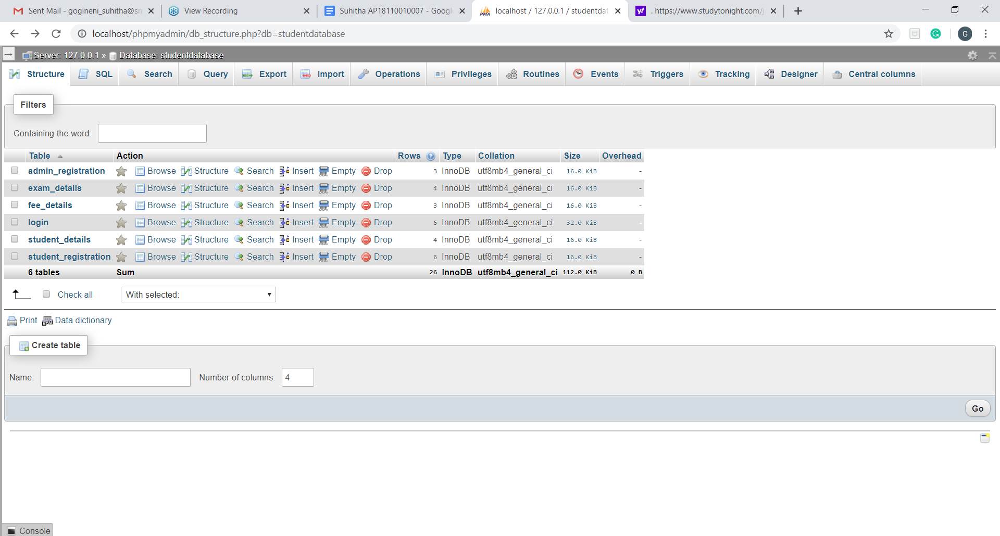 Sent Mail - gogineni_suhitha@sr
View Recording
Suhitha AP18110010007 - Googl
localhost / 127.0.0.1 / studentdat
. https://www.studytonight.com/j
localhost/phpmyadmin/db_structure.php?db=studentdatabase
G
G
Server: 127.0.0.1 » Database: studentdatabase
Structure SQL Search Query Export Import Operations Privileges Routines Events Triggers Tracking Designer Central columns
Filters
Containing the word:
Table Action Rows Type Collation Size Overhead
admin_registration Browse Structure Search Insert Empty Drop 3 InnoDB utf8mb4_general_ci 16.0 KiB -
exam_details Browse Structure Search Insert Empty Drop 4 InnoDB utf8mb4_general_ci 16.0 KiB -
fee_details Browse Structure Search Insert Empty Drop 3 InnoDB utf8mb4_general_ci 16.0 KiB -
login Browse Structure Search Insert Empty Drop 6 InnoDB utf8mb4_general_ci 32.0 KiB -
student_details Browse Structure Search Insert Empty Drop 4 InnoDB utf8mb4_general_ci 16.0 KiB -
student_registration Browse Structure Search Insert Empty Drop 6 InnoDB utf8mb4_general_ci 16.0 KiB -
6 tables Sum 26 InnoDB utf8mb4_general_ci 112.0 KiB 0 B
Check all With selected:
Print Data dictionary
Create table
Name: Number of columns: 4
Go
Console